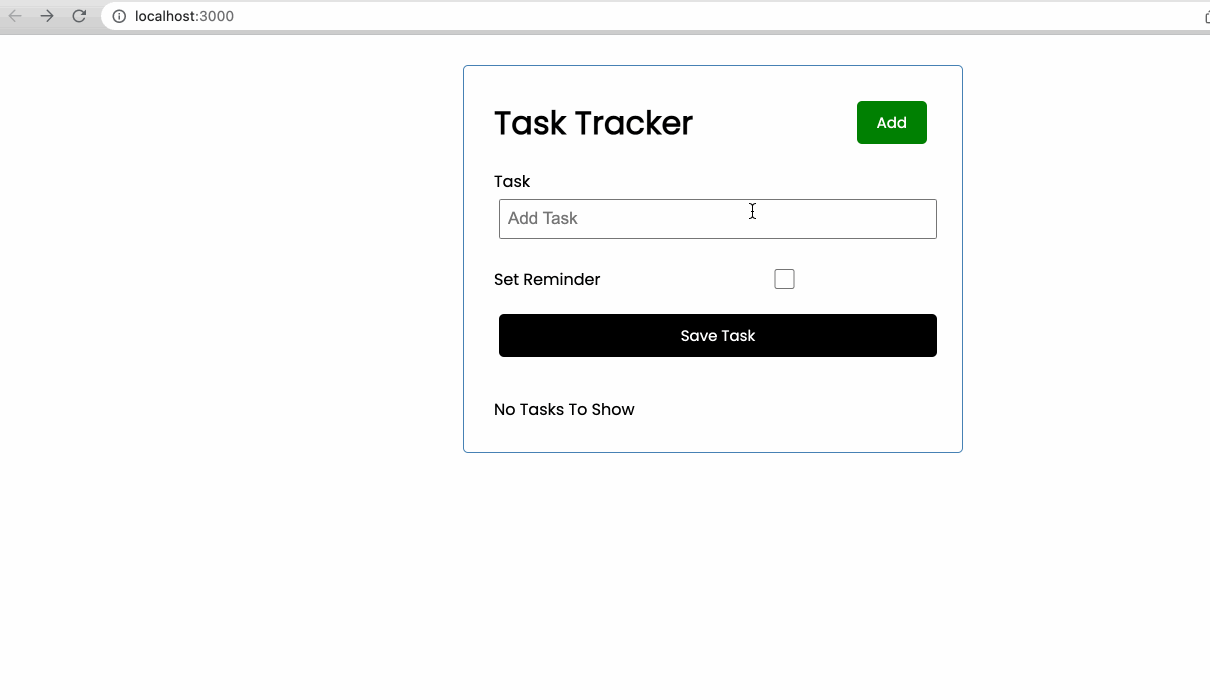 localhost:3000
Task Tracker
Add
Task
Add Task
Set Reminder
Save Task
No Tasks To Show